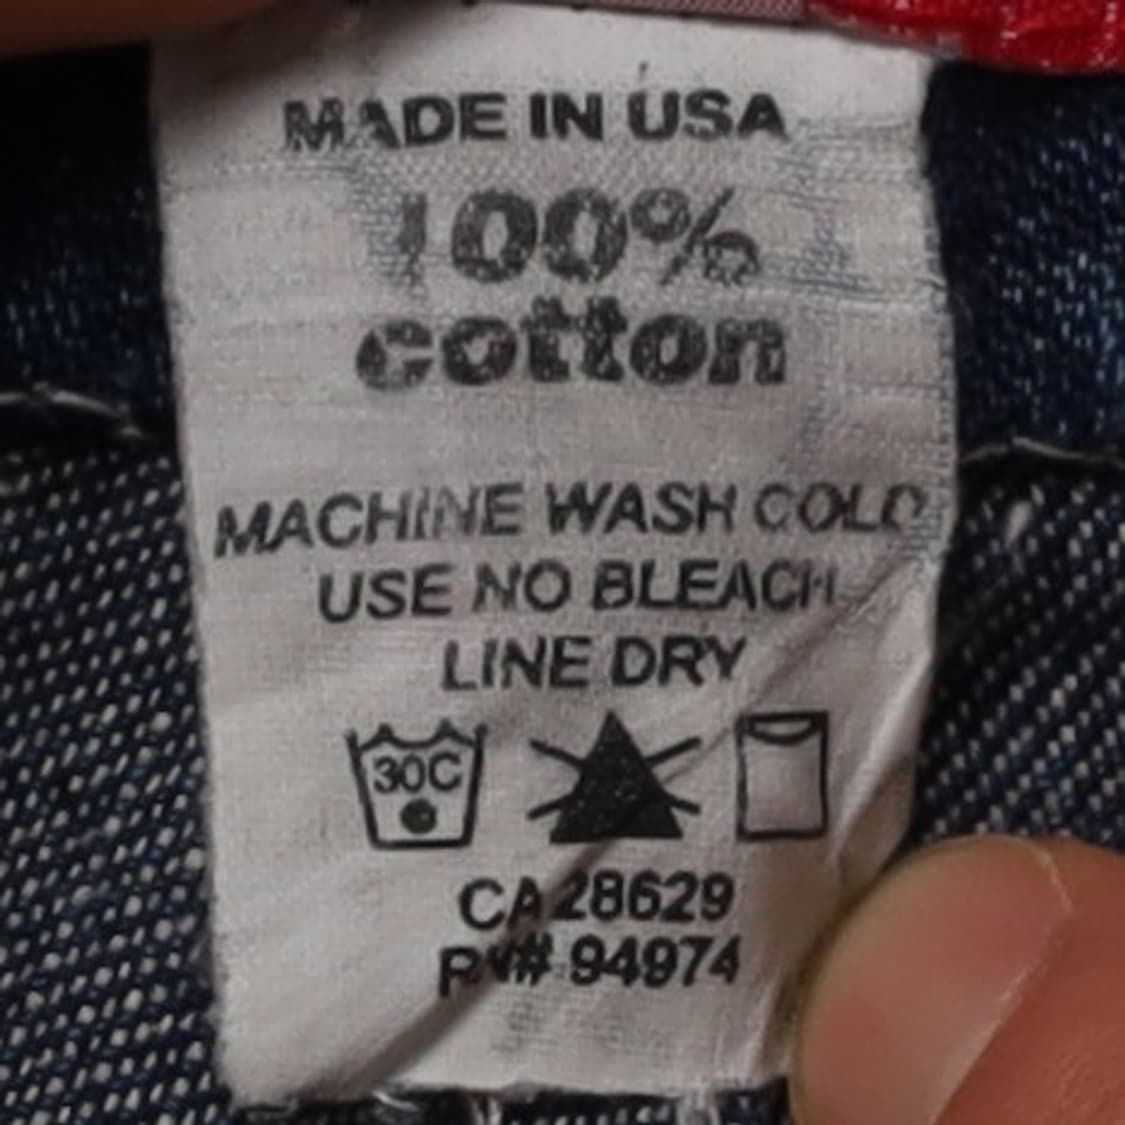 MADE IN USA
100%
cotton
MACHINE WASH COLD
USE NO BLEACH
LINE DRY
30C
CA 28629
RN# 94974